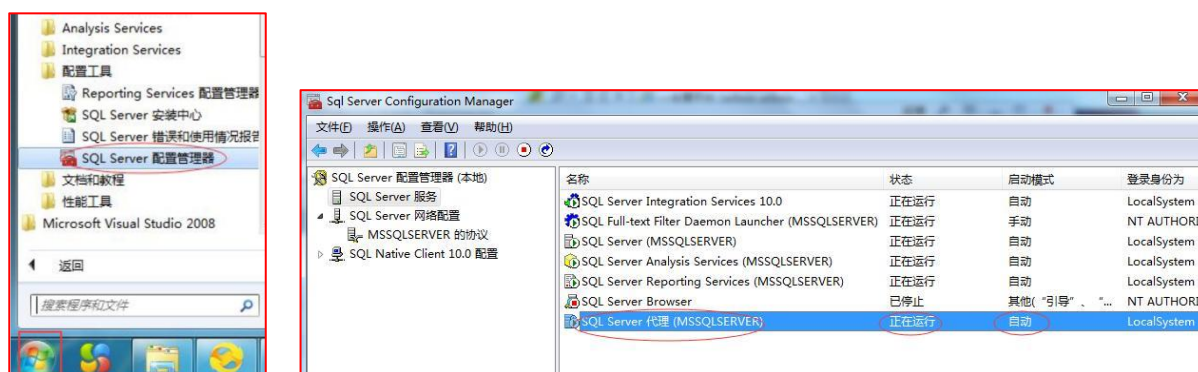 Analysis Services
Integration Services
配置工具
Reporting Services 配置管理器
SQL Server 安装中心
SQL Server 错误和使用情况报告
SQL Server 配置管理器
文档和教程
性能工具
Microsoft Visual Studio 2008
返回
搜索程序和文件
Sql Server Configuration Manager
文件(F) 操作(A) 查看(V) 帮助(H)
SQL Server 配置管理器 (本地)
SQL Server 服务
SQL Server 网络配置
MSSQLSERVER 的协议
SQL Native Client 10.0 配置
名称 状态 启动模式 登录身份为
SQL Server Integration Services 10.0 正在运行 自动 LocalSystem
SQL Full-text Filter Daemon Launcher (MSSQLSERVER) 正在运行 手动 NT AUTHORI
SQL Server (MSSQLSERVER) 正在运行 自动 LocalSystem
SQL Server Analysis Services (MSSQLSERVER) 正在运行 自动 LocalSystem
SQL Server Reporting Services (MSSQLSERVER) 正在运行 自动 LocalSystem
SQL Server Browser 已停止 其他(“引导”、“... NT AUTHORI
SQL Server 代理 (MSSQLSERVER) 正在运行 自动 LocalSystem